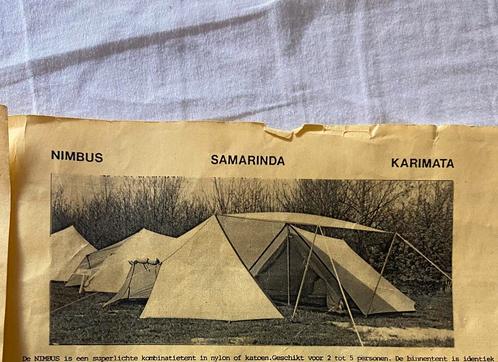 NIMBUS SAMARINDA KARIMATA
De NIMBUS is een superlichte kombinatietent in nylon of katoen.Geschikt voor 2 tot 5 personen. De binnentent is identiek